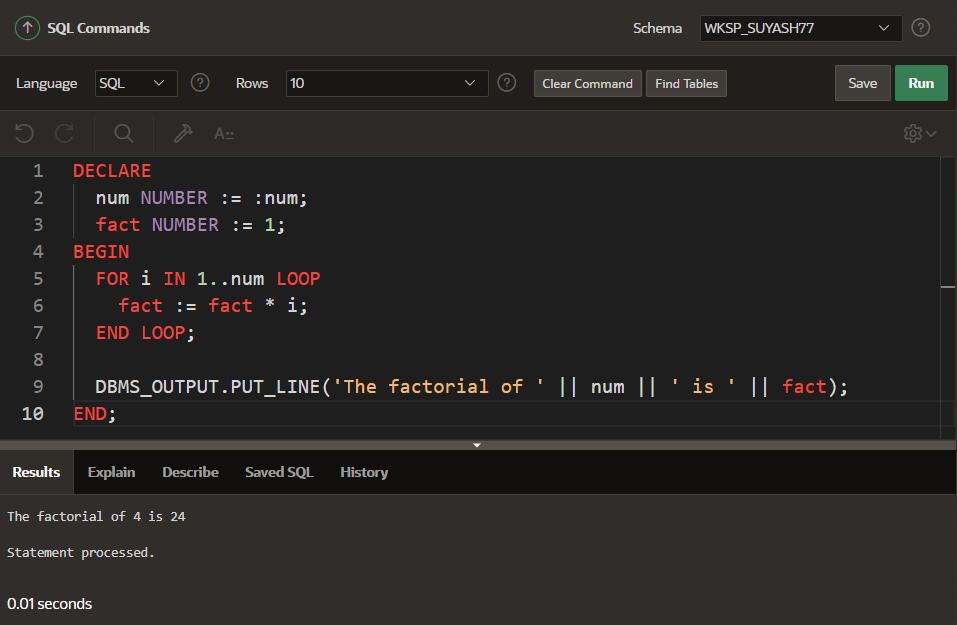 SQL Commands Schema WKSP_SUYASH77 ?
Language SQL ? Rows 10 ? Clear Command Find Tables Save Run
A::
1 DECLARE
2   num NUMBER := :num;
3   fact NUMBER := 1;
4 BEGIN
5   FOR i IN 1..num LOOP
6     fact := fact * i;
7   END LOOP;
8
9   DBMS_OUTPUT.PUT_LINE('The factorial of ' || num || ' is ' || fact);
10 END;
Results Explain Describe Saved SQL History
The factorial of 4 is 24
Statement processed.
0.01 seconds